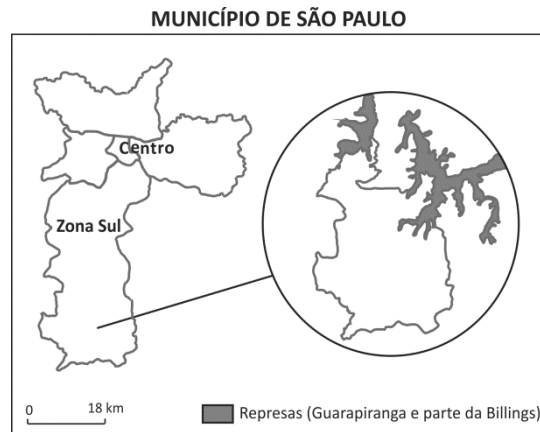 MUNICÍPIO DE SÃO PAULO
Centro
Zona Sul
0 18 km
Represas (Guarapiranga e parte da Billings)